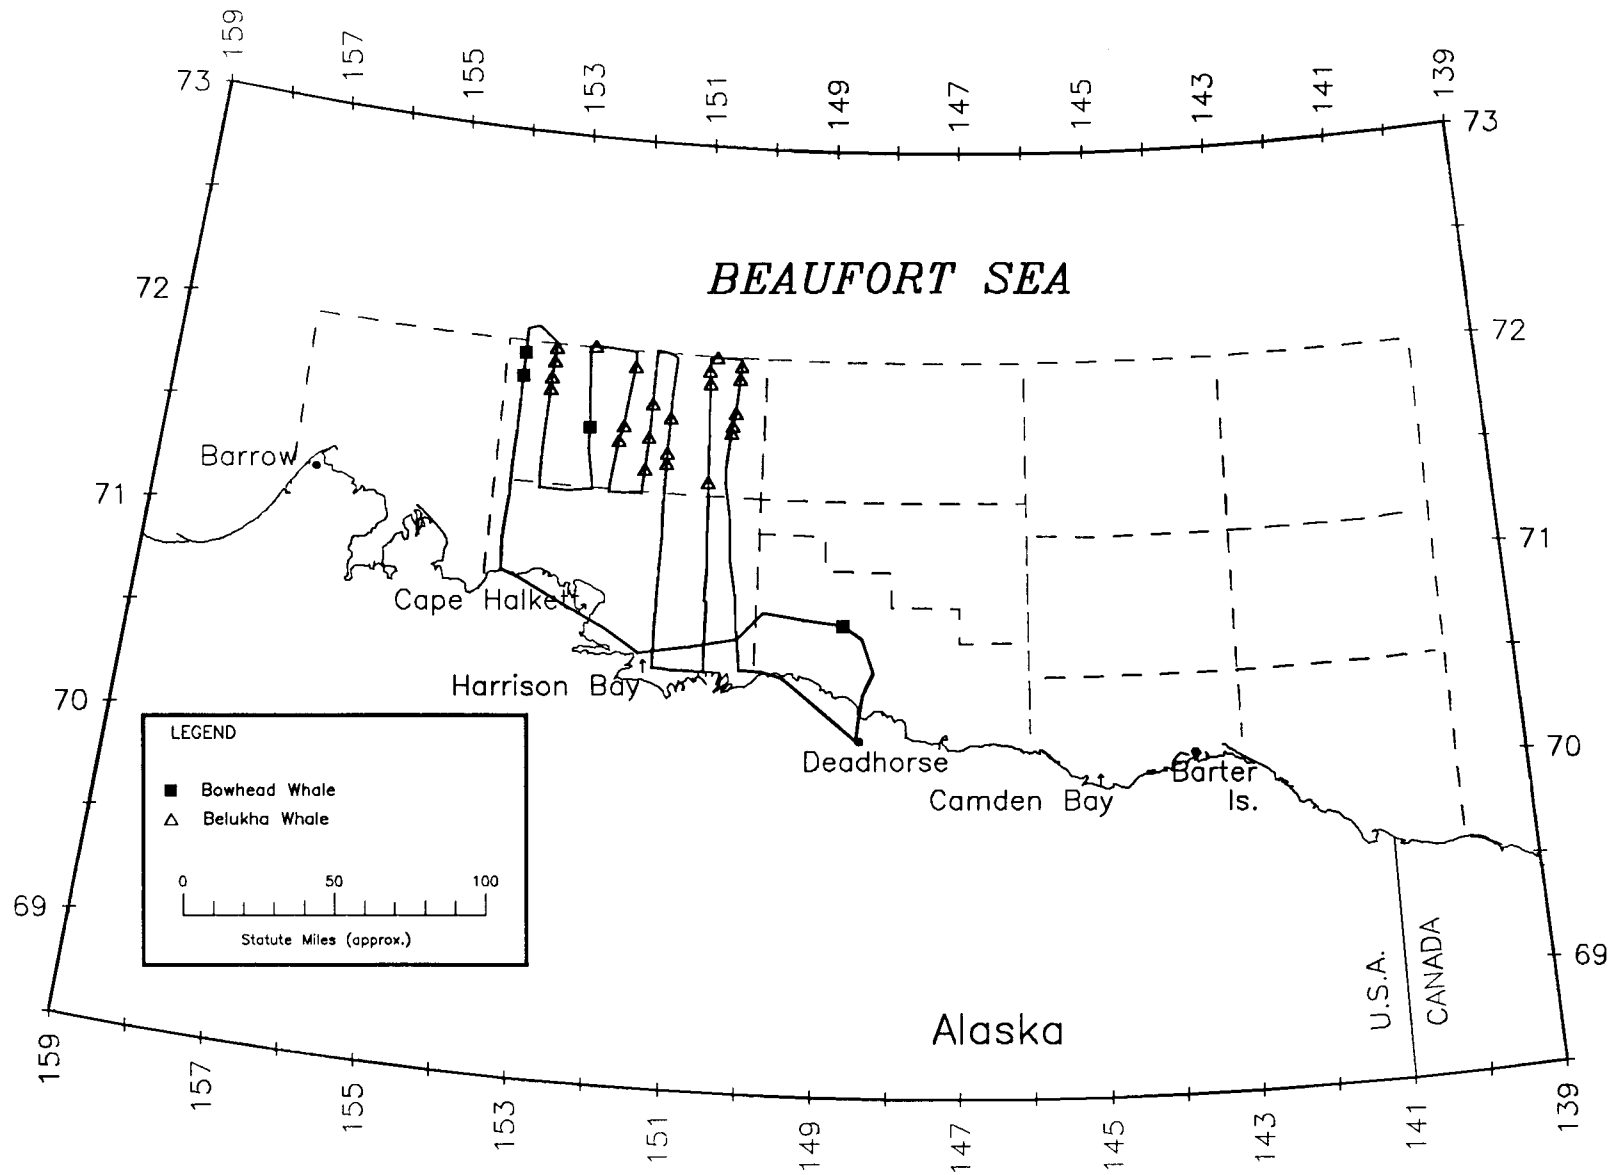 159
157
155
153
151
149
147
145
143
141
139
73
73
BEAUFORT SEA
72
72
Barrow
71
71
Cape Halkett
Harrison Bay
70
70
Deadhorse
Camden Bay
Barter
Is.
LEGEND
Bowhead Whale
Belukha Whale
0 50 100
Statute Miles (approx.)
69
69
U.S.A.
CANADA
Alaska
159
157
155
153
151
149
147
145
143
141
139